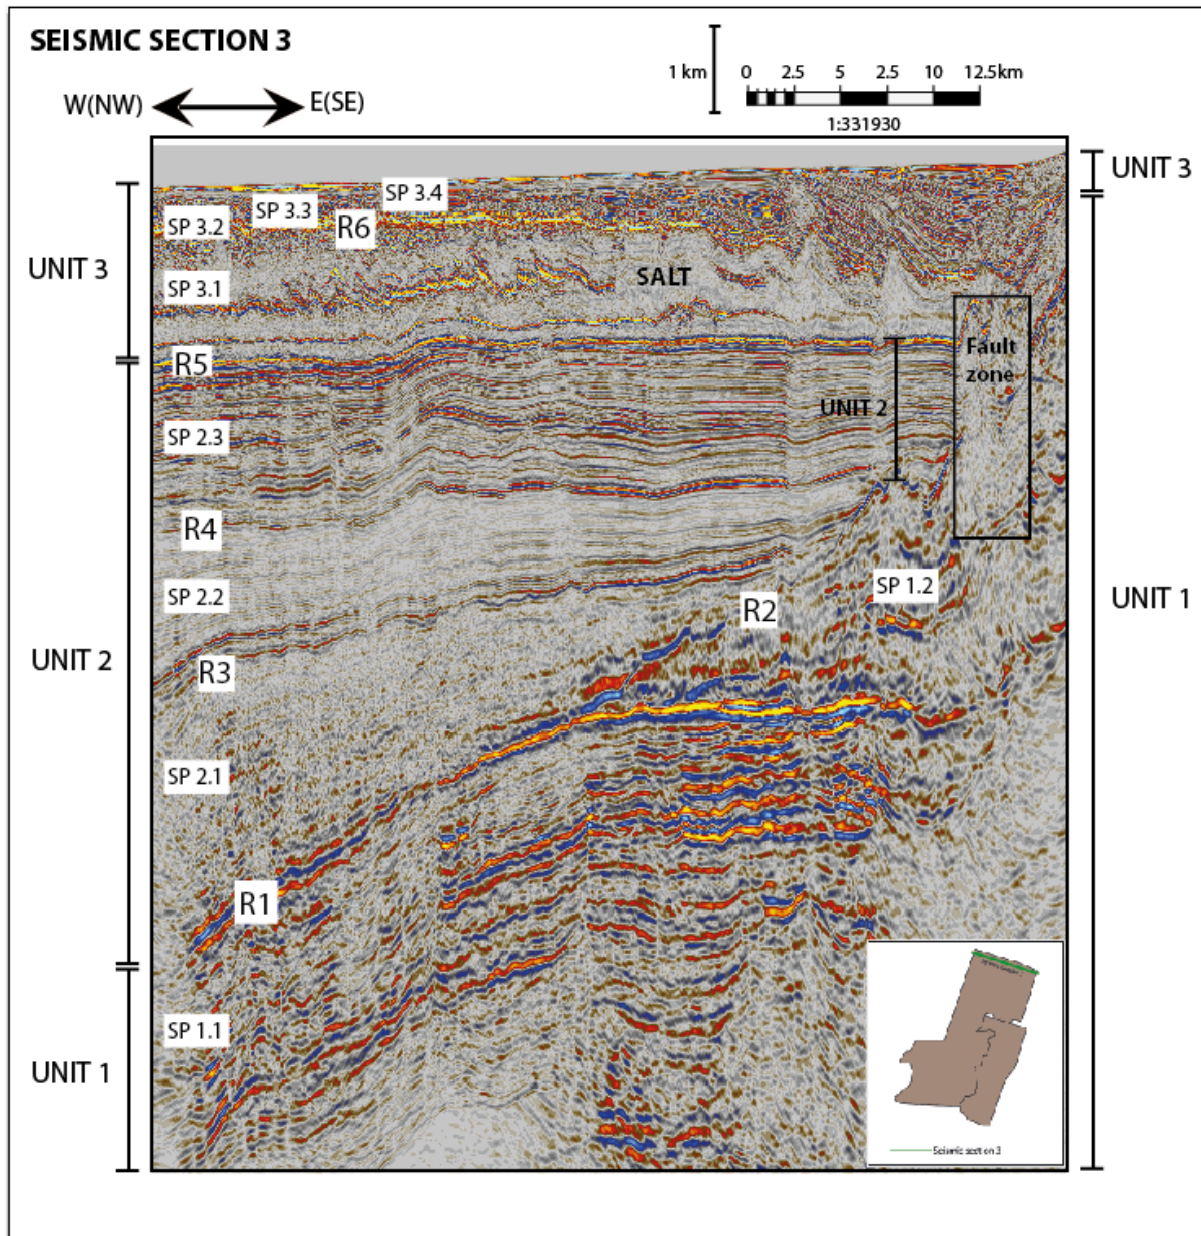 SEISMIC SECTION 3
W(NW)
E(SE)
1 km
0 2.5 5 2.5 10 12.5km
1:331930
UNIT 3
UNIT 3
SP 3.4
SP 3.3
SP 3.2
R6
SP 3.1
SALT
R5
Fault
zone
UNIT 2
SP 2.3
R4
SP 2.2
SP 1.2
UNIT 1
R2
UNIT 2
R3
SP 2.1
R1
SP 1.1
UNIT 1
Seismic section 3